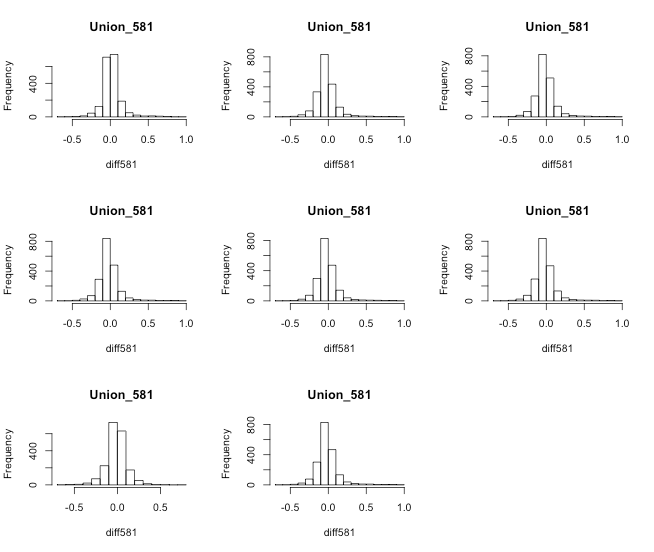 Union_581 Union_581 Union_581
Frequency Frequency Frequency
400 800 800
400 400
0 0 0
-0.5 0.0 0.5 1.0 -0.5 0.0 0.5 1.0 -0.5 0.0 0.5 1.0
diff581 diff581 diff581
Union_581 Union_581 Union_581
Frequency Frequency Frequency
800 800 800
400 400 400
0 0 0
-0.5 0.0 0.5 1.0 -0.5 0.0 0.5 1.0 -0.5 0.0 0.5 1.0
diff581 diff581 diff581
Union_581 Union_581
Frequency Frequency
400 800
400
0 0
-0.5 0.0 0.5 -0.5 0.0 0.5 1.0
diff581 diff581